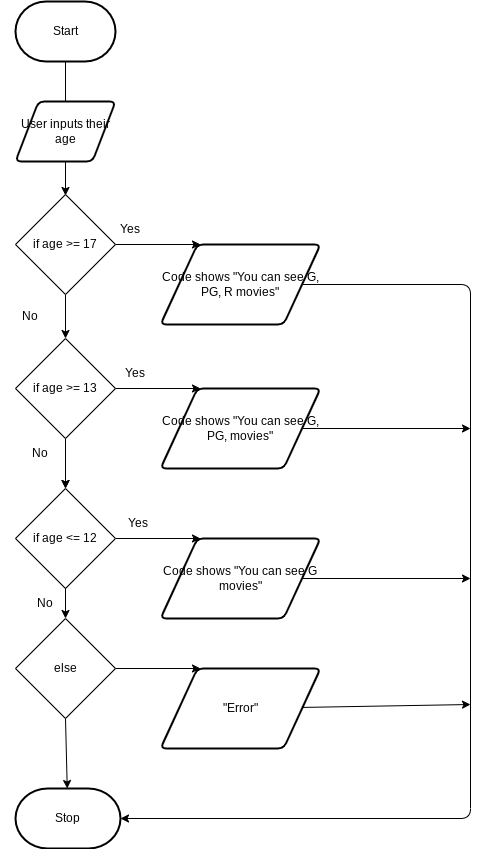 Start
User inputs their
age
if age >= 17
Yes
Code shows "You can see G,
PG, R movies"
No
if age >= 13
Yes
Code shows "You can see G,
PG, movies"
No
if age <= 12
Yes
Code shows "You can see G
movies"
No
else
"Error"
Stop